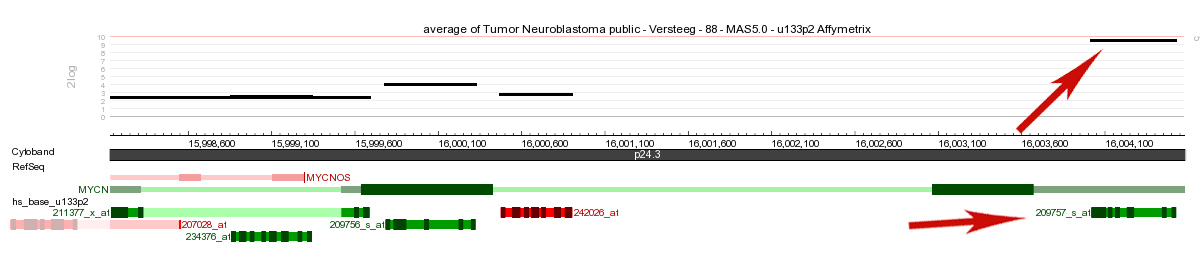 average of Tumor Neuroblastoma public - Versteeg - 88 - MAS5.0 - u133p2 Affymetrix
10
9
8
7
6
5
4
3
2
1
0
2log
15,998,600 15,999,100 15,999,600 16,000,100 16,000,600 16,001,100 16,001,600 16,002,100 16,002,600 16,003,100 16,003,600 16,004,100
Cytoband
p24.3
RefSeq
MYCNOS
MYCN
hs_base_u133p2
211377_x_at 242026_at 209757_s_at
207028_at 209756_s_at
234376_at